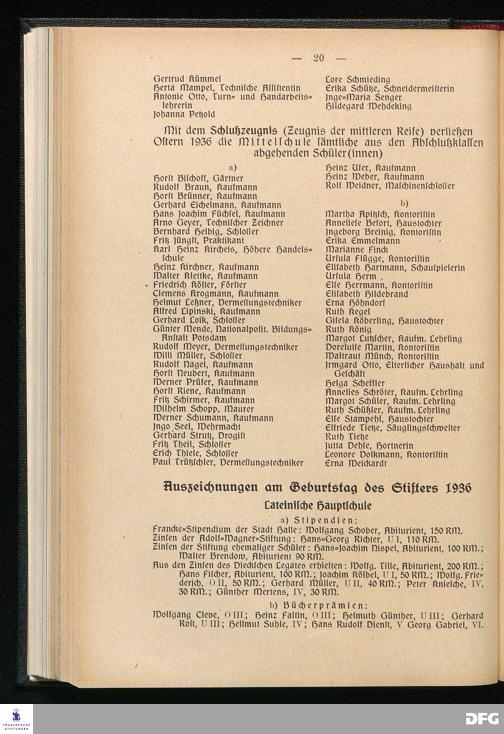 — 20 —
Gertrud Kümmel
Herta Mampel, Technische Assistentin
Antonie Otto, Turn- und Handarbeits-
lehrerin
Johanna Petzold
Lore Schmieding
Erika Schütze, Schneidermeisterin
Inge-Maria Senger
Hildegard Wehdeking
Mit dem Schlußzeugnis (Zeugnis der mittleren Reife) verließen
Ostern 1936 die Mittelschule sämtliche aus den Abschlußklassen
abgehenden Schüler(innen)
a)
Horst Bischoff, Gärtner
Rudolf Braun, Kaufmann
Horst Brünner, Kaufmann
Gerhard Eichelmann, Kaufmann
Hans Joachim Füchsel, Kaufmann
Arno Geyer, Technischer Zeichner
Bernhard Helbig, Schlosser
Fritz Jüngst, Praktikant
Karl Heinz Kircheis, Höhere Handels-
schule
Heinz Kirchner, Kaufmann
Walter Klettke, Kaufmann
Friedrich Köster, Förster
Clemens Krogmann, Kaufmann
Helmut Leßner, Vermessungstechniker
Alfred Lipinski, Kaufmann
Gerhard Loik, Schlosser
Günter Mende, Nationalpolit. Bildungs-
Anstalt Potsdam
Rudolf Meyer, Vermessungstechniker
Willi Müller, Schlosser
Rudolf Nagel, Kaufmann
Horst Neubert, Kaufmann
Werner Prüfer, Kaufmann
Horst Riene, Kaufmann
Fritz Schirmer, Kaufmann
Wilhelm Schopp, Maurer
Werner Schumann, Kaufmann
Ingo Seel, Wehrmacht
Gerhard Strutz, Drogist
Fritz Theil, Schlosser
Erich Thiele, Schlosser
Paul Trützschler, Vermessungstechniker
Heinz Ufer, Kaufmann
Heinz Weber, Kaufmann
Rolf Weidner, Maschinenschlosser
b)
Martha Apitzsch, Kontoristin
Anneliese Befort, Haustochter
Ingeborg Breinig, Kontoristin
Erika Emmelmann
Marianne Finck
Ursula Flügge, Kontoristin
Elisabeth Hartmann, Schauspielerin
Ursula Herm
Else Herrmann, Kontoristin
Elisabeth Hildebrand
Erna Höhndorf
Ruth Kegel
Gisela Köberling, Haustochter
Ruth König
Margot Lutzscher, Kaufm. Lehrling
Doreluise Martin, Kontoristin
Waltraut Münch, Kontoristin
Irmgard Otto, Elterlicher Haushalt und
Geschäft
Helga Scheffler
Annelies Schröter, Kaufm. Lehrling
Margot Schüler, Kaufm. Lehrling
Ruth Schüßler, Kaufm. Lehrling
Else Stampehl, Haustochter
Elfriede Tietze, Säuglingsschwester
Ruth Tietze
Jutta Dehse, Hortnerin
Leonore Volkmann, Kontoristin
Erna Weickardt
Auszeichnungen am Geburtstag des Stifters 1936
Lateinische Hauptschule
a) Stipendien:
Francke-Stipendium der Stadt Halle: Wolfgang Schober, Abiturient, 150 RM.
Zinsen der Adolf-Wagner-Stiftung: Hans-Georg Richter, U I, 110 RM.
Zinsen der Stiftung ehemaliger Schüler: Hans-Joachim Nispel, Abiturient, 100 RM.;
Walter Brendow, Abiturient 90 RM.
Aus den Zinsen des Dieckschen Legates erhielten: Wolfg. Tille, Abiturient, 200 RM.;
Hans Fischer, Abiturient, 100 RM.; Joachim Kölbel, U I, 50 RM.; Wolfg. Frie-
derich, O II, 50 RM.; Gerhard Müller, U II, 40 RM.; Peter Kniesche, IV,
30 RM.; Günther Mertens, IV, 30 RM.
b) Bücherprämien:
Wolfgang Cleve, O III; Heinz Faltin, O III; Helmuth Günther, U III; Gerhard
Rost, U III; Hellmut Suhle, IV; Hans Rudolf Dienst, V Georg Gabriel, VI.
FRANCKESCHE
STIFTUNGEN
DFG